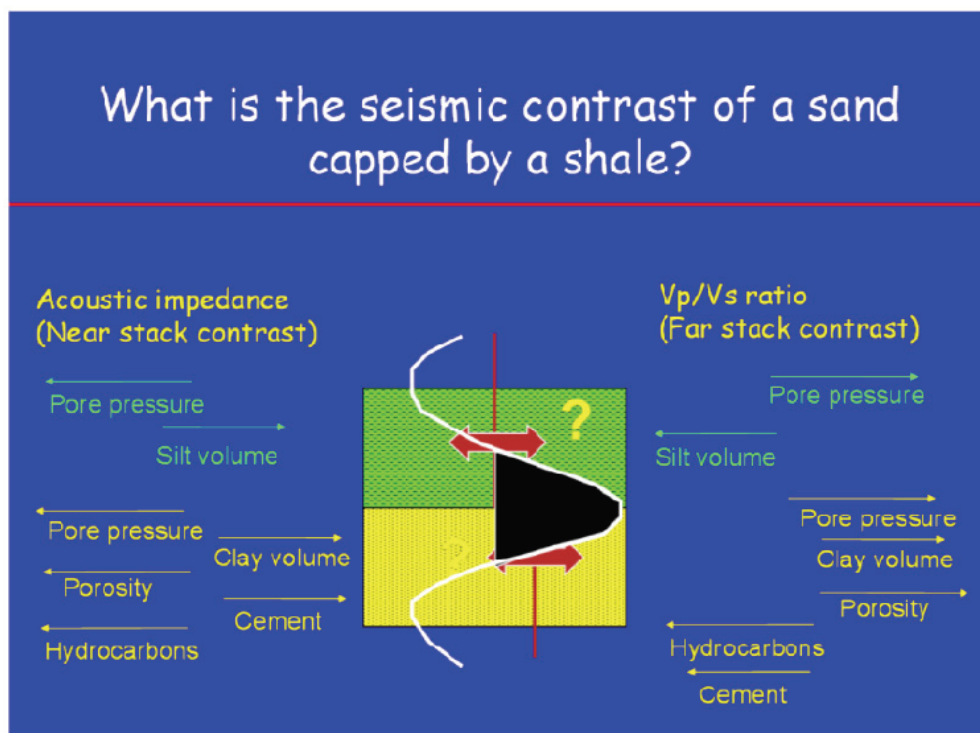 What is the seismic contrast of a sand
capped by a shale?
Acoustic impedance
(Near stack contrast)
Pore pressure
Silt volume
Pore pressure
Clay volume
Porosity
Cement
Hydrocarbons
?
?
Vp/Vs ratio
(Far stack contrast)
Pore pressure
Silt volume
Pore pressure
Clay volume
Porosity
Hydrocarbons
Cement